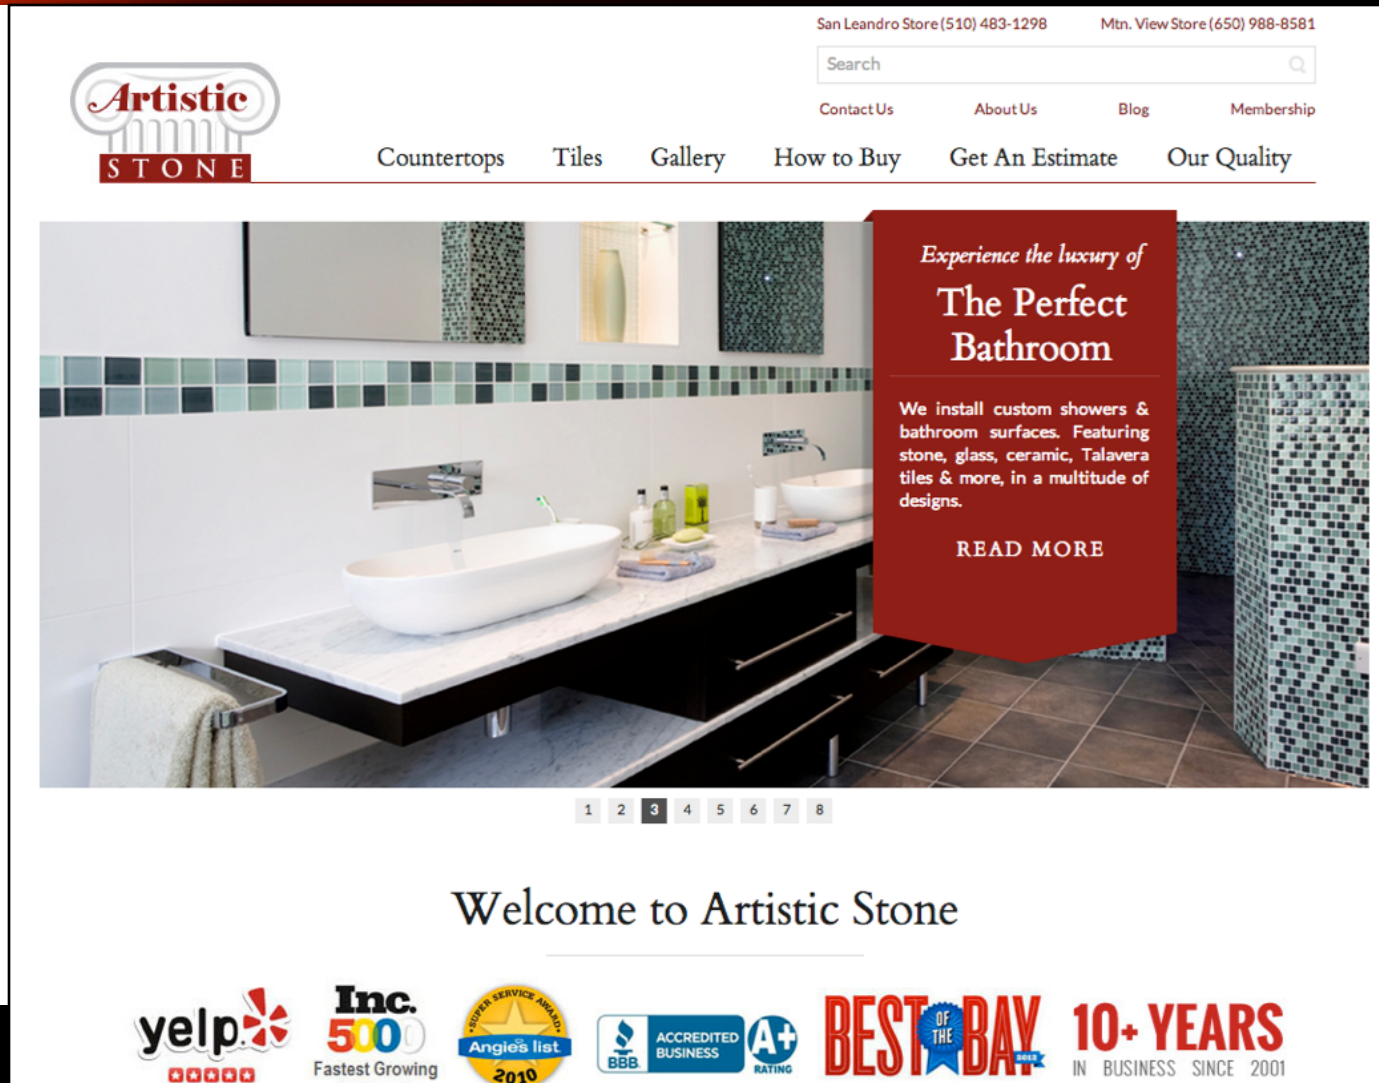 San Leandro Store (510) 483-1298 Mtn. View Store (650) 988-8581
Search
Artistic
STONE
Contact Us About Us Blog Membership
Countertops Tiles Gallery How to Buy Get An Estimate Our Quality
Experience the luxury of
The Perfect
Bathroom
We install custom showers &
bathroom surfaces. Featuring
stone, glass, ceramic, Talavera
tiles & more, in a multitude of
designs.
READ MORE
1 2 3 4 5 6 7 8
Welcome to Artistic Stone
yelp
Inc.
5000
Fastest Growing
SUPER SERVICE AWARD
Angie's list
2010
BBB
ACCREDITED
BUSINESS
A+
RATING
BEST OF THE BAY
2012
10+ YEARS
IN BUSINESS SINCE 2001